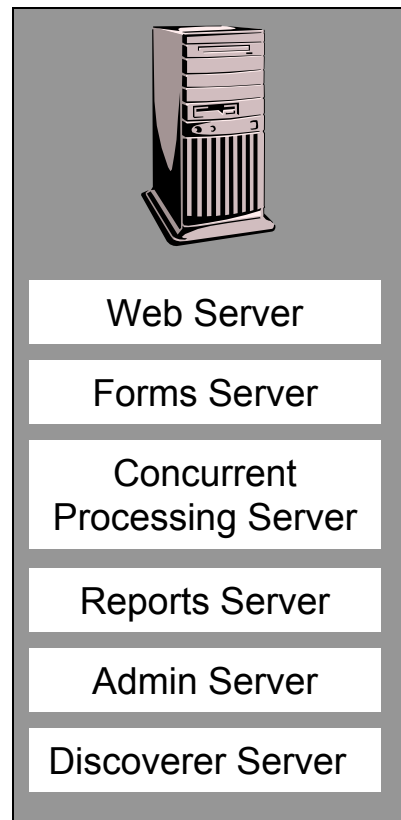 Web Server
Forms Server
Concurrent
Processing Server
Reports Server
Admin Server
Discoverer Server